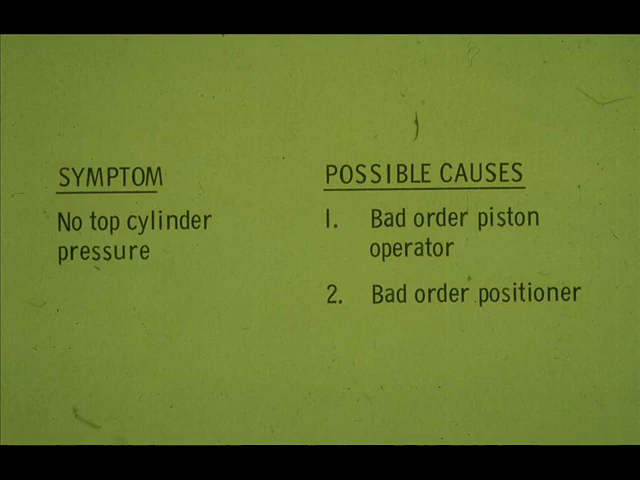 SYMPTOM
No top cylinder
pressure
POSSIBLE CAUSES
1. Bad order piston
operator
2. Bad order positioner